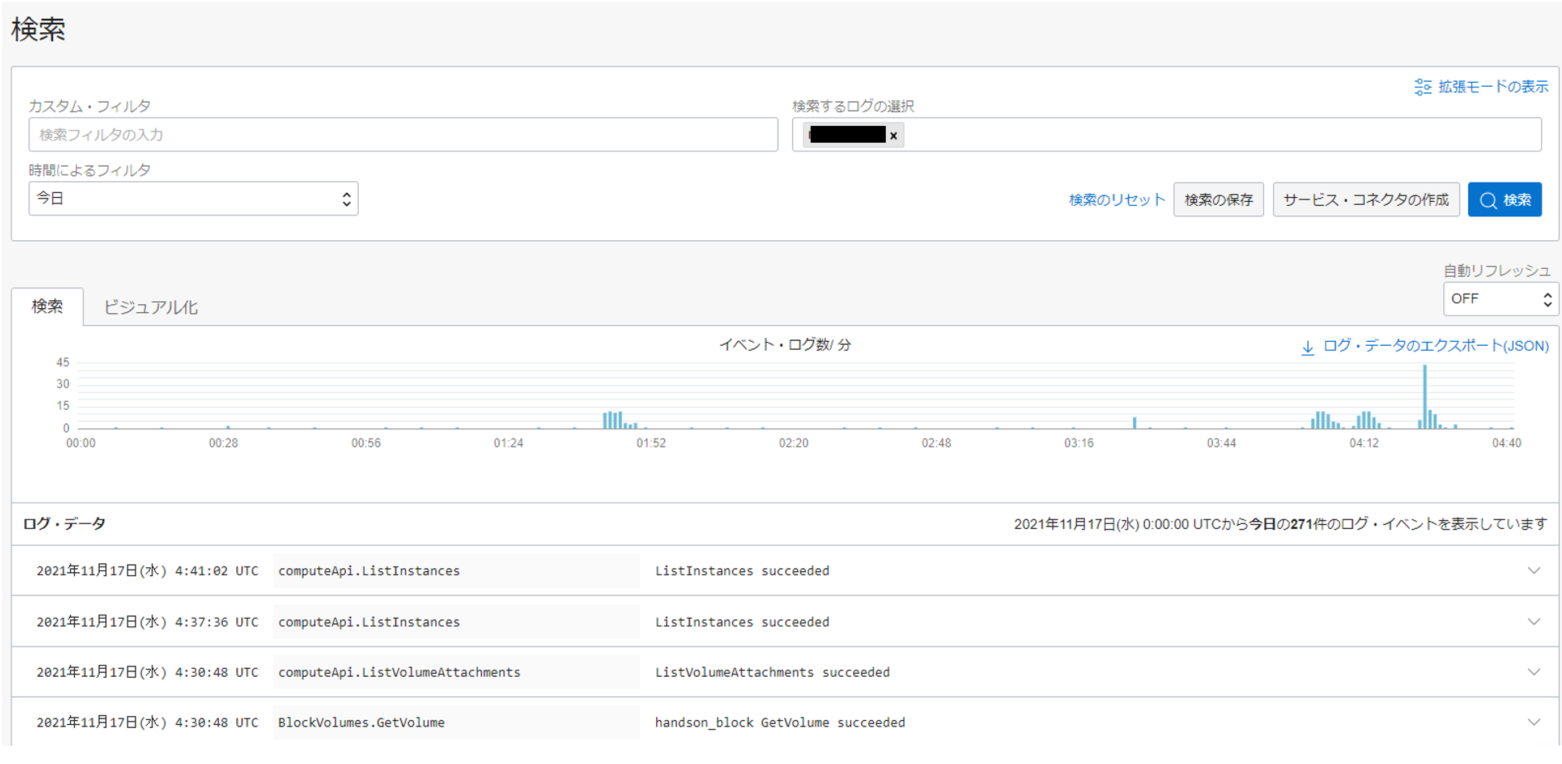 検索
拡張モードの表示
カスタム・フィルタ
検索するログの選択
検索フィルタの入力
×
時間によるフィルタ
今日
検索のリセット
検索の保存
サービス・コネクタの作成
検索
自動リフレッシュ
OFF
検索
ビジュアル化
イベント・ログ数/ 分
ログ・データのエクスポート(JSON)
45
30
15
0
00:00 00:28 00:56 01:24 01:52 02:20 02:48 03:16 03:44 04:12 04:40
ログ・データ
2021年11月17日(水) 0:00:00 UTCから今日の271件のログ・イベントを表示しています
2021年11月17日(水) 4:41:02 UTC computeApi.ListInstances ListInstances succeeded
2021年11月17日(水) 4:37:36 UTC computeApi.ListInstances ListInstances succeeded
2021年11月17日(水) 4:30:48 UTC computeApi.ListVolumeAttachments ListVolumeAttachments succeeded
2021年11月17日(水) 4:30:48 UTC BlockVolumes.GetVolume handson_block GetVolume succeeded